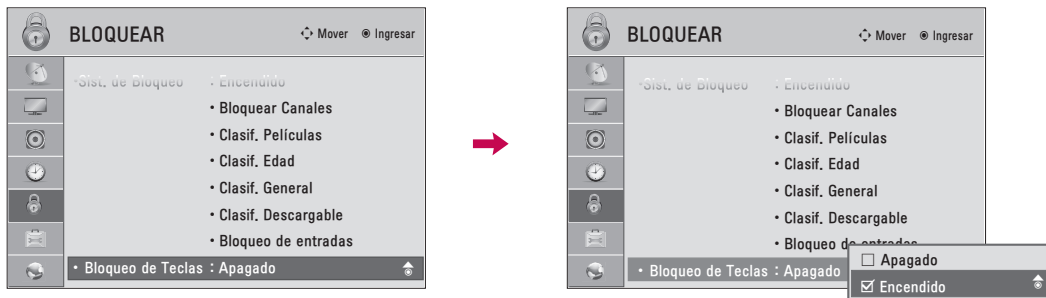 BLOQUEAR Mover Ingresar
•Sist. de Bloqueo : Encendido
• Bloquear Canales
• Clasif. Películas
• Clasif. Edad
• Clasif. General
• Clasif. Descargable
• Bloqueo de entradas
• Bloqueo de Teclas : Apagado
BLOQUEAR Mover Ingresar
•Sist. de Bloqueo : Encendido
• Bloquear Canales
• Clasif. Películas
• Clasif. Edad
• Clasif. General
• Clasif. Descargable
• Bloqueo de entradas
• Bloqueo de Teclas : Apagado
☐ Apagado
☑ Encendido